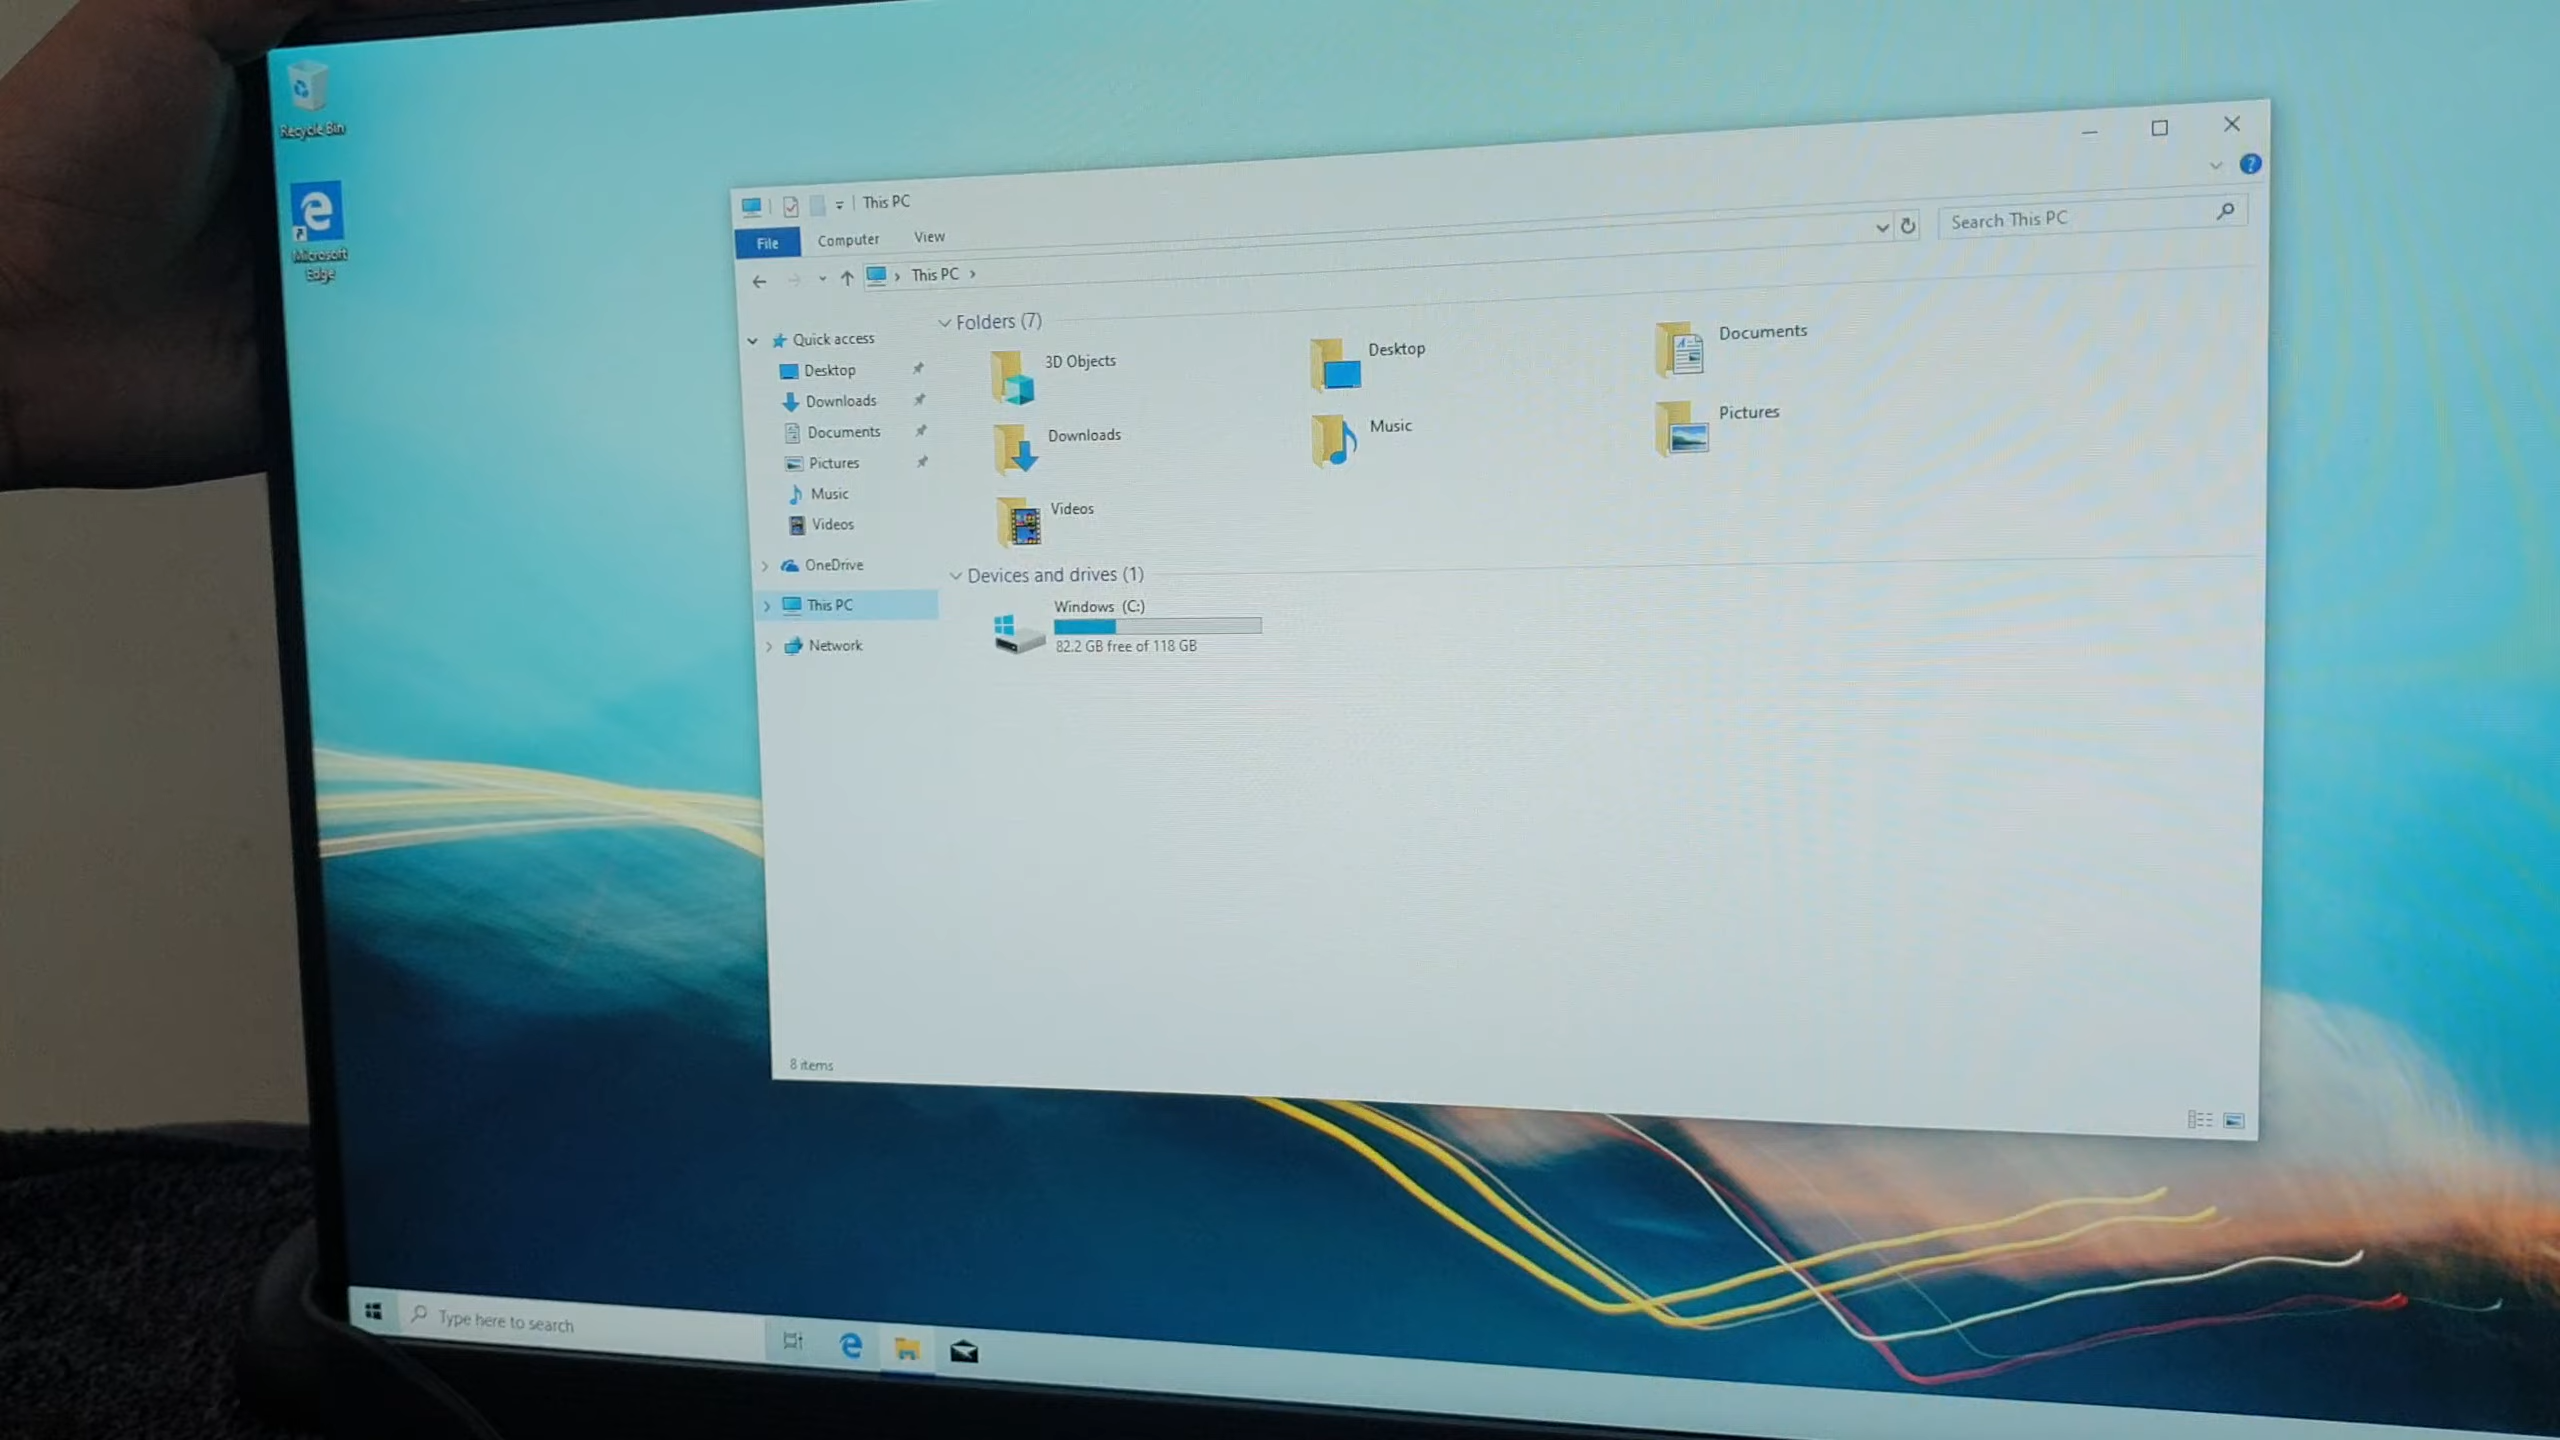 Recycle Bin
Microsoft
Edge
This PC
File
Computer
View
This PC
Search This PC
Quick access
Desktop
Downloads
Documents
Pictures
Music
Videos
OneDrive
This PC
Network
Folders (7)
3D Objects
Desktop
Documents
Downloads
Music
Pictures
Videos
Devices and drives (1)
Windows (C:)
82.2 GB free of 118 GB
8 items
Type here to search